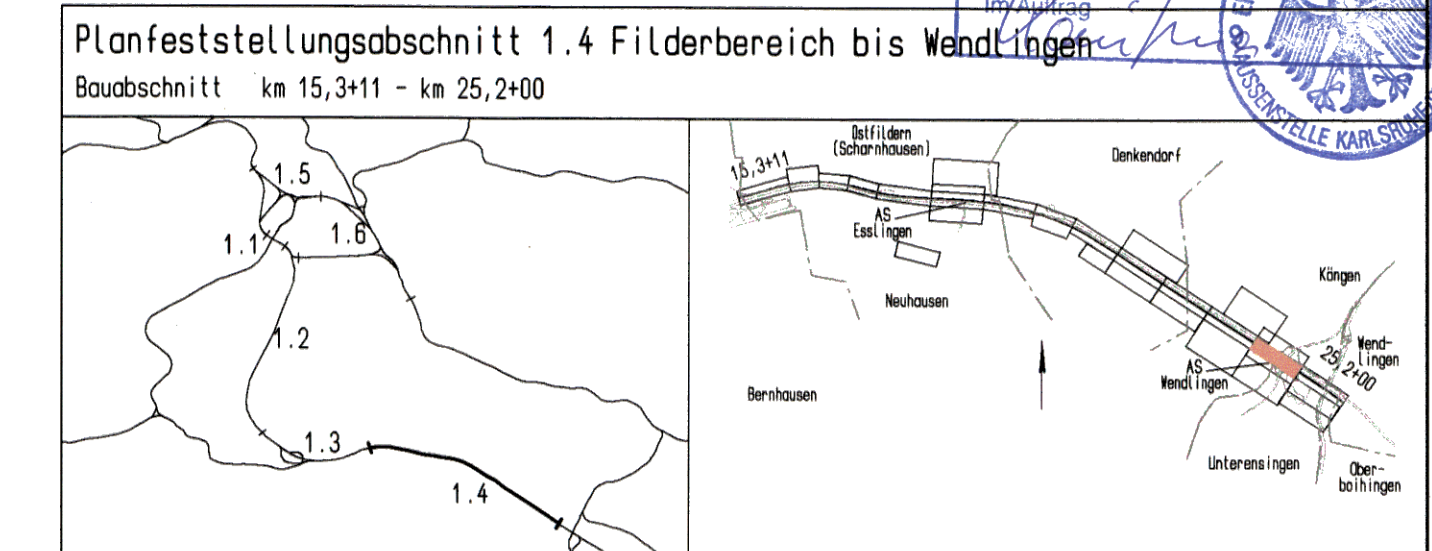 Im Auftrag
Planfeststellungsabschnitt 1.4 Filderbereich bis Wendlingen
Bauabschnitt km 15,3+11 - km 25,2+00
AUSSENSTELLE KARLSRUHE
1.5
1.1
1.6
1.2
1.3
1.4
Ostfildern
(Scharnhausen)
Denkendorf
15,3+11
AS
Esslingen
Neuhausen
Köngen
Wend-
lingen
25,2+00
AS
Wendlingen
Bernhausen
Unterensingen
Ober-
boihingen